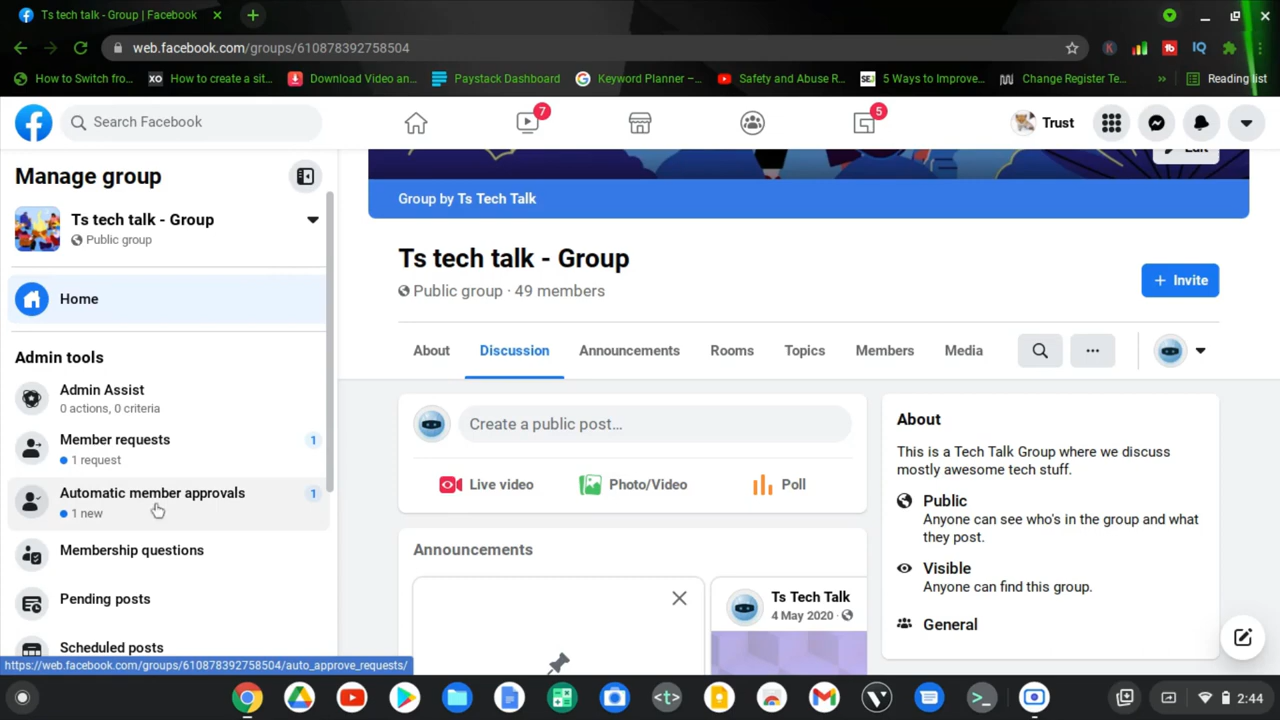 Ts tech talk - Group | Facebook
web.facebook.com/groups/610878392758504
How to Switch fro...
XO How to create a sit...
Download Video an...
Paystack Dashboard
Keyword Planner –...
Safety and Abuse R...
SEJ 5 Ways to Improve...
Change Register Te...
»
Reading list
Search Facebook
7
5
Trust
Manage group
Ts tech talk - Group
Public group
Home
Admin tools
Admin Assist
0 actions, 0 criteria
Member requests 1
1 request
Automatic member approvals 1
1 new
Membership questions
Pending posts
Scheduled posts
https://web.facebook.com/groups/610878392758504/auto_approve_requests/
Edit
Group by Ts Tech Talk
Ts tech talk - Group
Public group · 49 members
+ Invite
About Discussion Announcements Rooms Topics Members Media
Create a public post...
Live video Photo/Video Poll
Announcements
Ts Tech Talk
4 May 2020 ·
About
This is a Tech Talk Group where we discuss
mostly awesome tech stuff.
Public
Anyone can see who's in the group and what
they post.
Visible
Anyone can find this group.
General
<t>
2:44